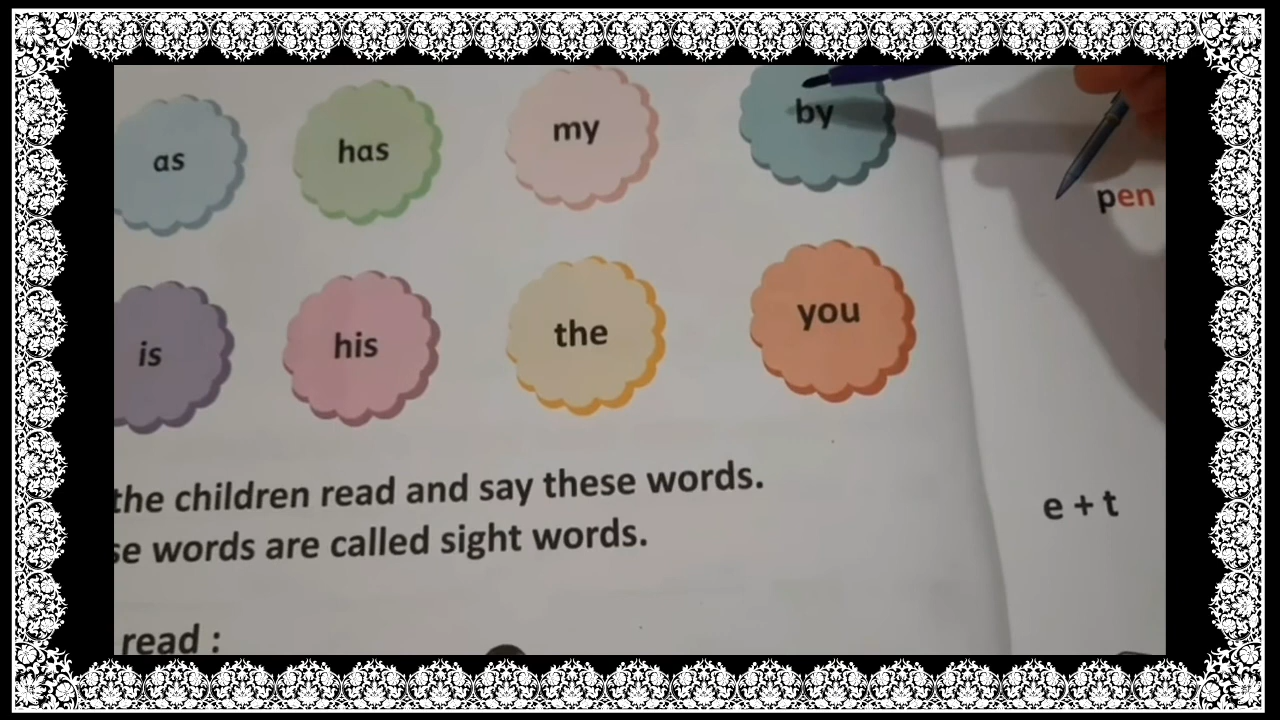 as has my by
is his the you
the children read and say these words.
se words are called sight words.
read :
pen
e + t